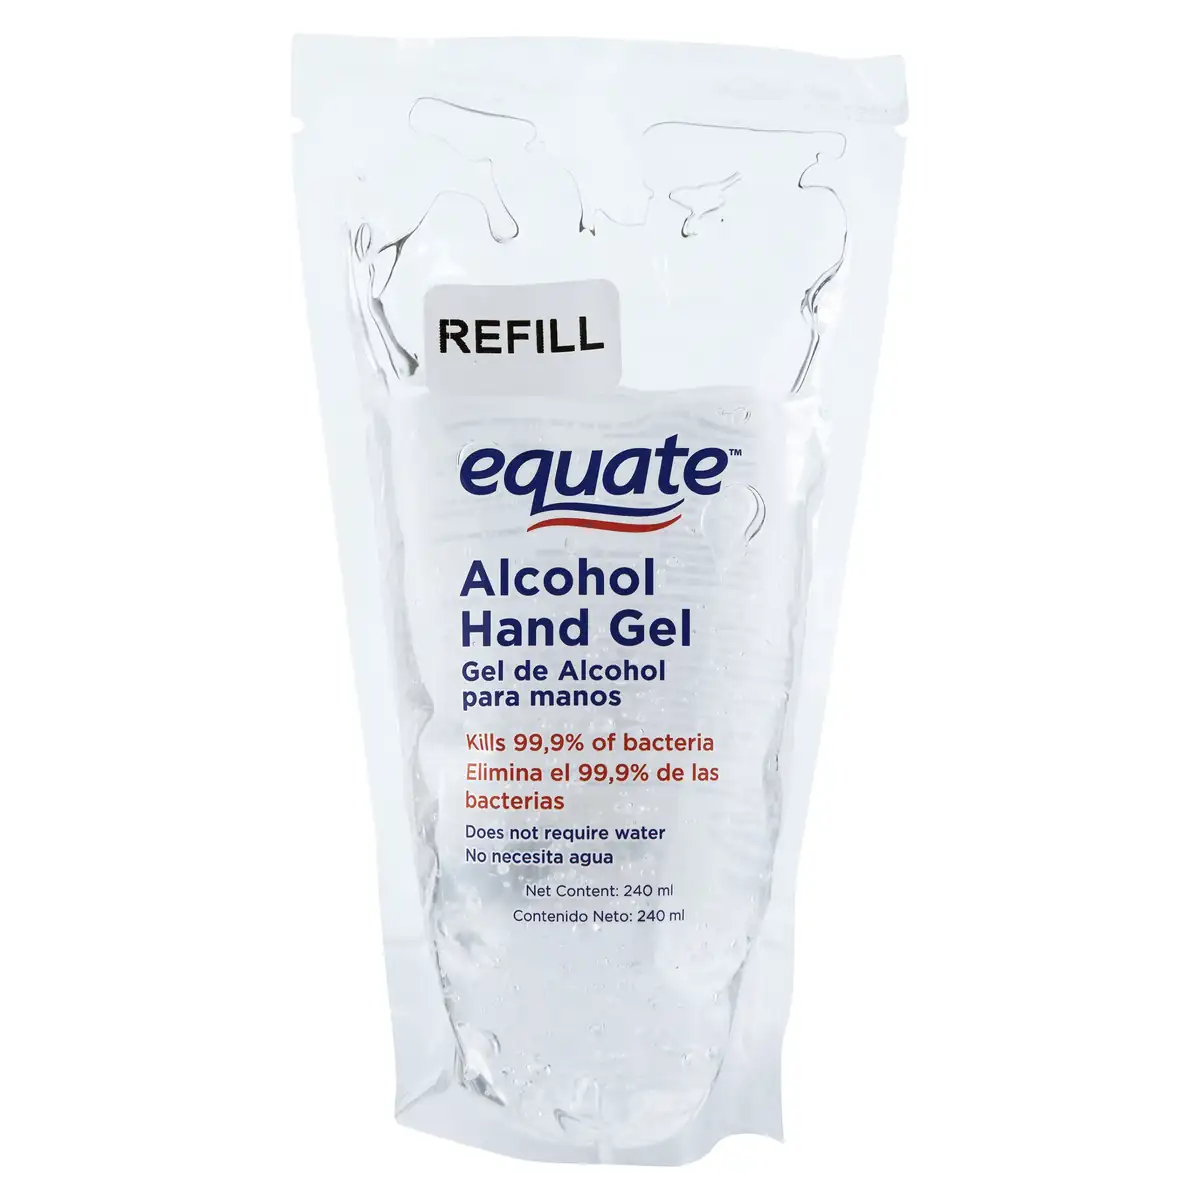 REFILL
equate™
Alcohol
Hand Gel
Gel de Alcohol
para manos
Kills 99,9% of bacteria
Elimina el 99,9% de las
bacterias
Does not require water
No necesita agua
Net Content: 240 ml
Contenido Neto: 240 ml